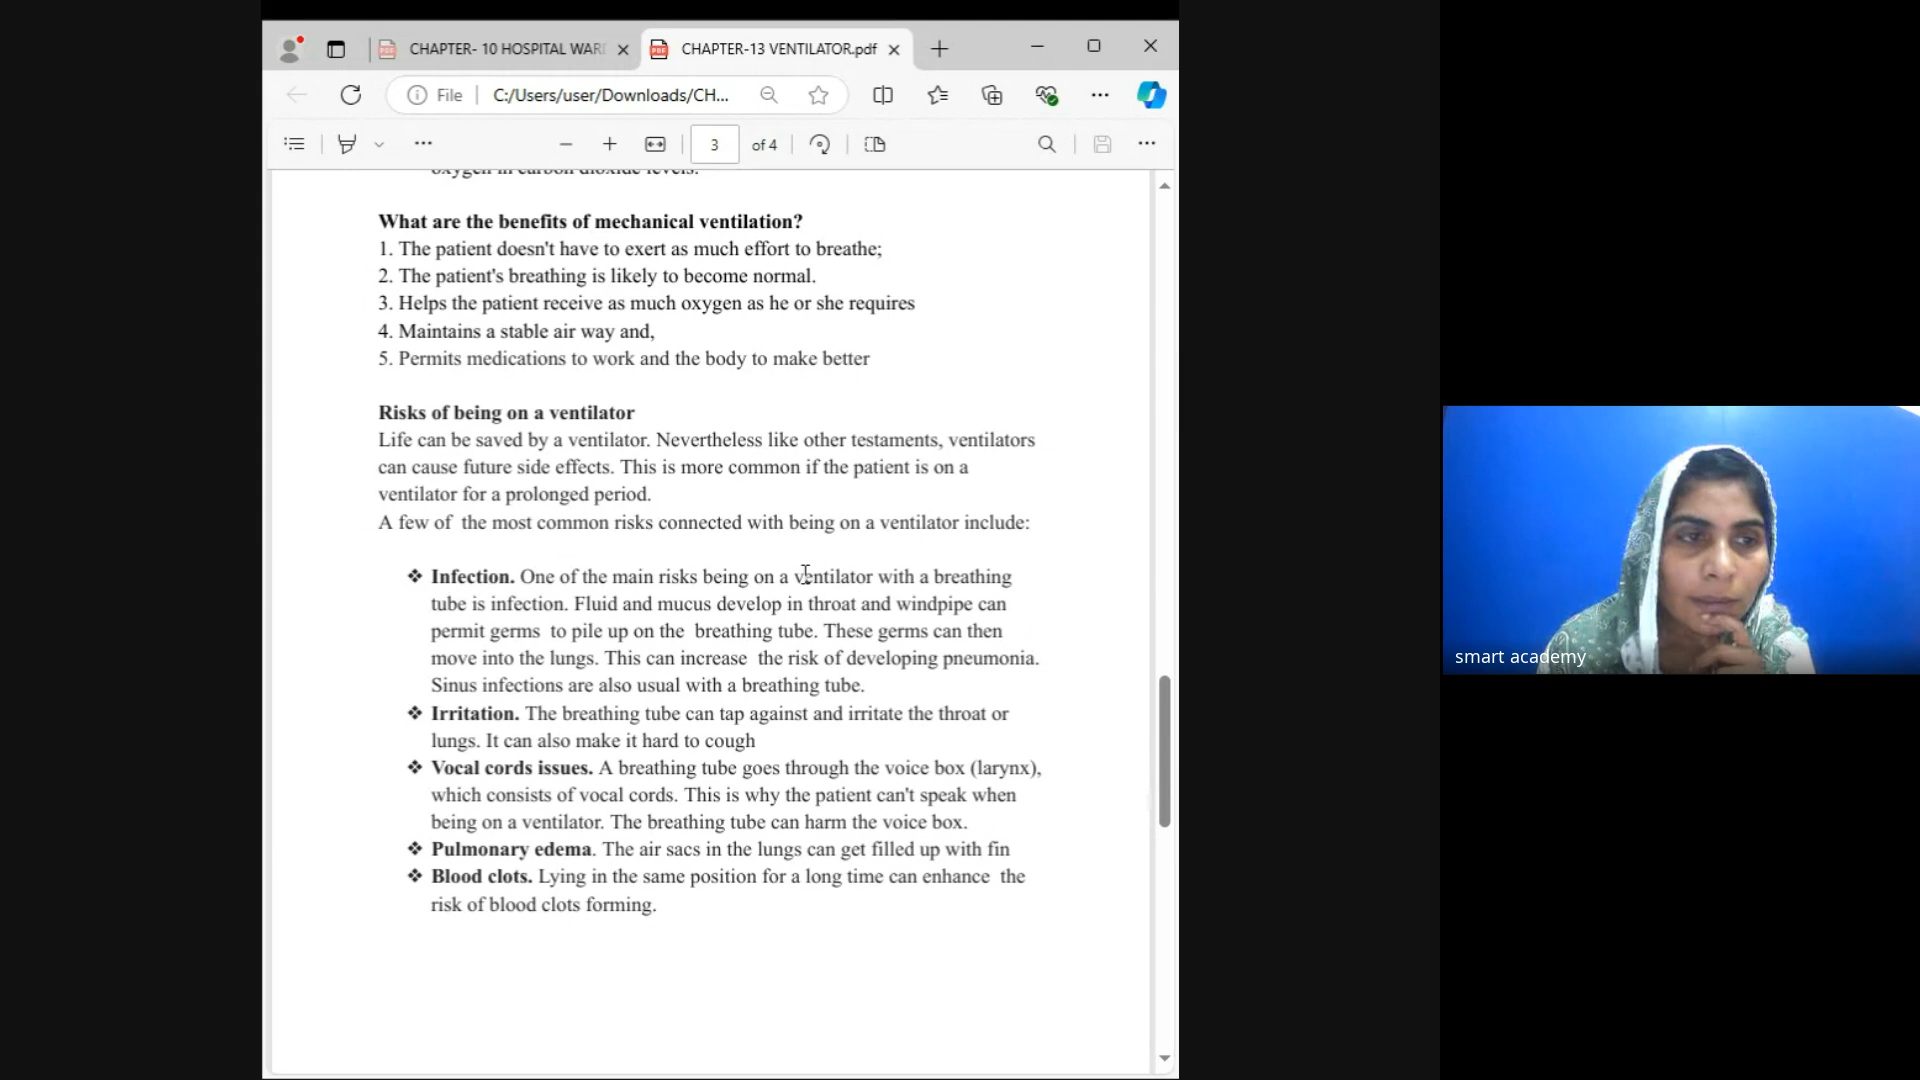 CHAPTER- 10 HOSPITAL WAR
CHAPTER-13 VENTILATOR.pdf
File
C:/Users/user/Downloads/CH...
3 of 4
oxygen in carbon dioxide levels.
What are the benefits of mechanical ventilation?
1. The patient doesn't have to exert as much effort to breathe;
2. The patient's breathing is likely to become normal.
3. Helps the patient receive as much oxygen as he or she requires
4. Maintains a stable air way and,
5. Permits medications to work and the body to make better
Risks of being on a ventilator
Life can be saved by a ventilator. Nevertheless like other testaments, ventilators
can cause future side effects. This is more common if the patient is on a
ventilator for a prolonged period.
A few of  the most common risks connected with being on a ventilator include:
❖ Infection. One of the main risks being on a ventilator with a breathing
tube is infection. Fluid and mucus develop in throat and windpipe can
permit germs  to pile up on the  breathing tube. These germs can then
move into the lungs. This can increase  the risk of developing pneumonia.
Sinus infections are also usual with a breathing tube.
❖ Irritation. The breathing tube can tap against and irritate the throat or
lungs. It can also make it hard to cough
❖ Vocal cords issues. A breathing tube goes through the voice box (larynx),
which consists of vocal cords. This is why the patient can't speak when
being on a ventilator. The breathing tube can harm the voice box.
❖ Pulmonary edema. The air sacs in the lungs can get filled up with fin
❖ Blood clots. Lying in the same position for a long time can enhance  the
risk of blood clots forming.
smart academy